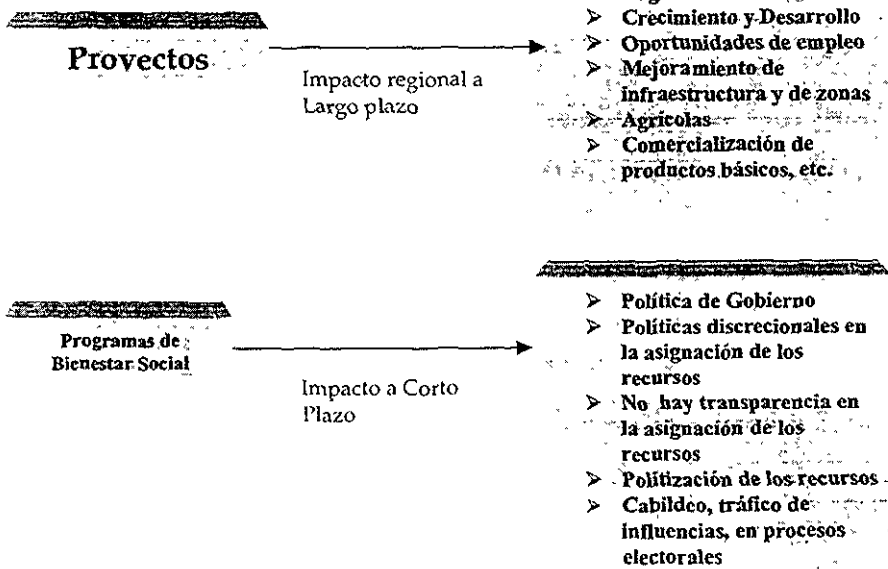 Crecimiento y Desarrollo
Oportunidades de empleo
Mejoramiento de
infraestructura y de zonas
Agrícolas
Comercialización de
productos básicos, etc.
Proyectos
Impacto regional a
Largo plazo
Programas de
Bienestar Social
Impacto a Corto
Plazo
Política de Gobierno
Políticas discrecionales en
la asignación de los
recursos
No hay transparencia en
la asignación de los
recursos
Politización de los recursos
Cabildeo, tráfico de
influencias, en procesos
electorales